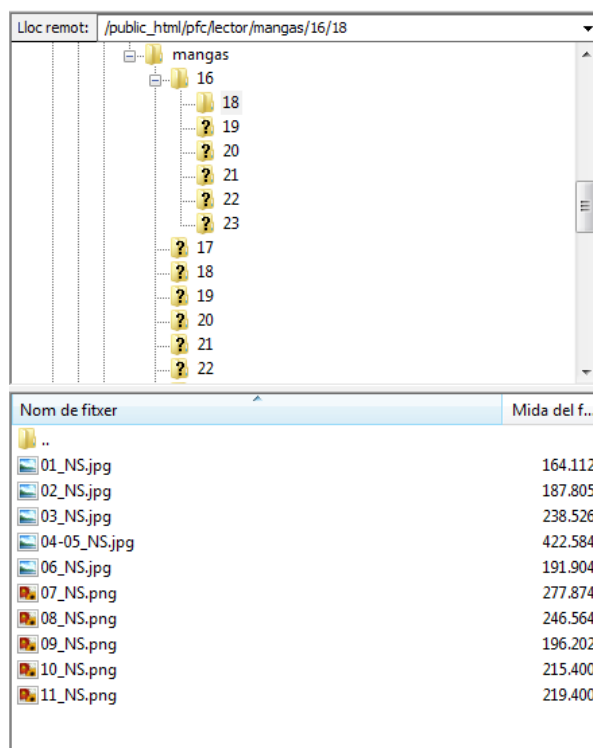 Lloc remot: /public_html/pfc/lector/mangas/16/18
mangas
16
18
19
20
21
22
23
17
18
19
20
21
22
Nom de fitxer Mida del f...
..
01_NS.jpg 164.112
02_NS.jpg 187.805
03_NS.jpg 238.526
04-05_NS.jpg 422.584
06_NS.jpg 191.904
07_NS.png 277.874
08_NS.png 246.564
09_NS.png 196.202
10_NS.png 215.400
11_NS.png 219.400